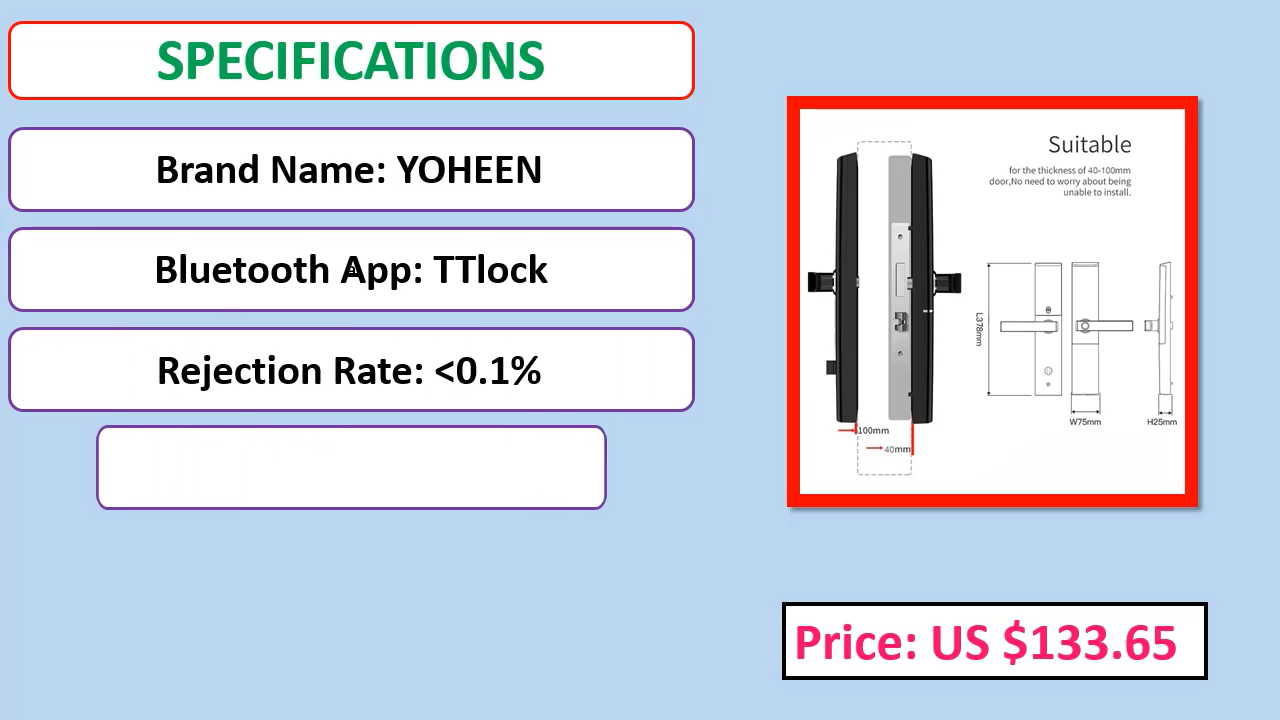 SPECIFICATIONS
Brand Name: YOHEEN
Bluetooth App: TTlock
Rejection Rate: <0.1%
Suitable
for the thickness of 40-100mm
door,No need to worry about being
unable to install.
L378mm
W75mm
H25mm
100mm
40mm
Price: US $133.65